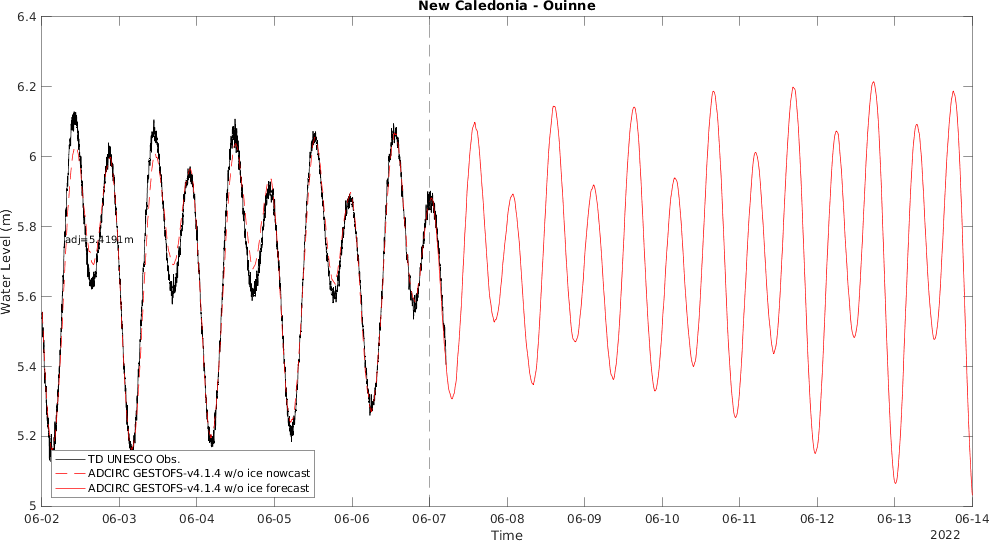 New Caledonia - Ouinne
6.4
6.2
6
5.8
5.6
5.4
5.2
5
Water Level (m)
adj=5.4191m
TD UNESCO Obs.
ADCIRC GESTOFS-v4.1.4 w/o ice nowcast
ADCIRC GESTOFS-v4.1.4 w/o ice forecast
06-02 06-03 06-04 06-05 06-06 06-07 06-08 06-09 06-10 06-11 06-12 06-13 06-14
Time
2022